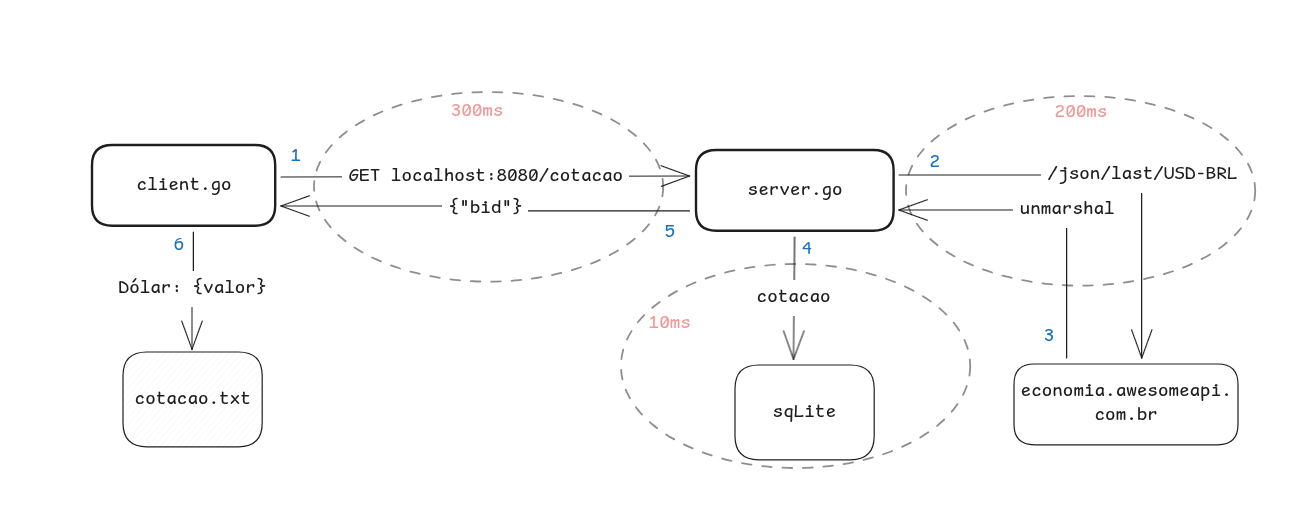 300ms
200ms
1
GET localhost:8080/cotacao
2
/json/last/USD-BRL
client.go
server.go
{"bid"}
unmarshal
5
6
4
Dólar: {valor}
cotacao
10ms
3
cotacao.txt
sqLite
economia.awesomeapi.
com.br